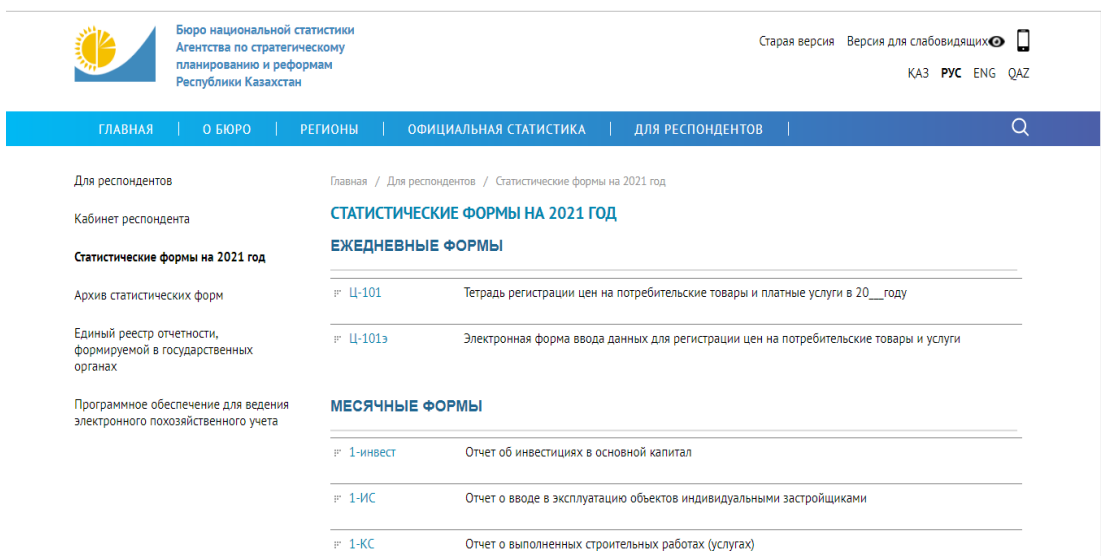 Бюро национальной статистики
Агентства по стратегическому
планированию и реформам
Республики Казахстан
Старая версия Версия для слабовидящих
ҚАЗ РУС ENG QAZ
ГЛАВНАЯ | О БЮРО | РЕГИОНЫ | ОФИЦИАЛЬНАЯ СТАТИСТИКА | ДЛЯ РЕСПОНДЕНТОВ |
Для респондентов
Кабинет респондента
Статистические формы на 2021 год
Архив статистических форм
Единый реестр отчетности,
формируемой в государственных
органах
Программное обеспечение для ведения
электронного похозяйственного учета
Главная / Для респондентов / Статистические формы на 2021 год
СТАТИСТИЧЕСКИЕ ФОРМЫ НА 2021 ГОД
ЕЖЕДНЕВНЫЕ ФОРМЫ
Ц-101 Тетрадь регистрации цен на потребительские товары и платные услуги в 20___году
Ц-101э Электронная форма ввода данных для регистрации цен на потребительские товары и услуги
МЕСЯЧНЫЕ ФОРМЫ
1-инвест Отчет об инвестициях в основной капитал
1-ИС Отчет о вводе в эксплуатацию объектов индивидуальными застройщиками
1-КС Отчет о выполненных строительных работах (услугах)